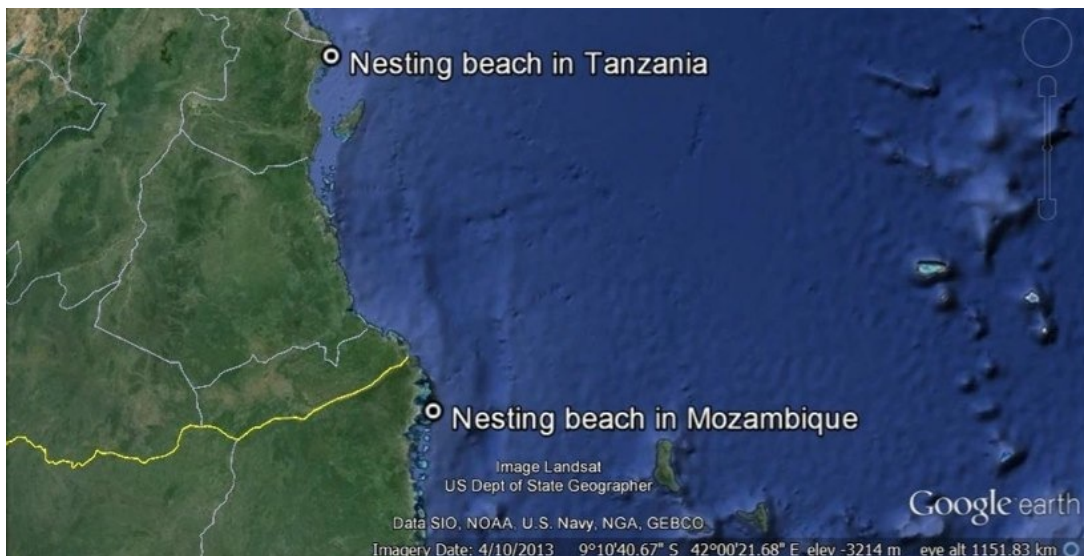 Nesting beach in Tanzania
Nesting beach in Mozambique
Image Landsat
US Dept of State Geographer
Data SIO, NOAA, U.S. Navy, NGA, GEBCO
Google earth
Imagery Date: 4/10/2013 9°10'40.67" S 42°00'21.68" E elev -3214 m eye alt 1151.83 km